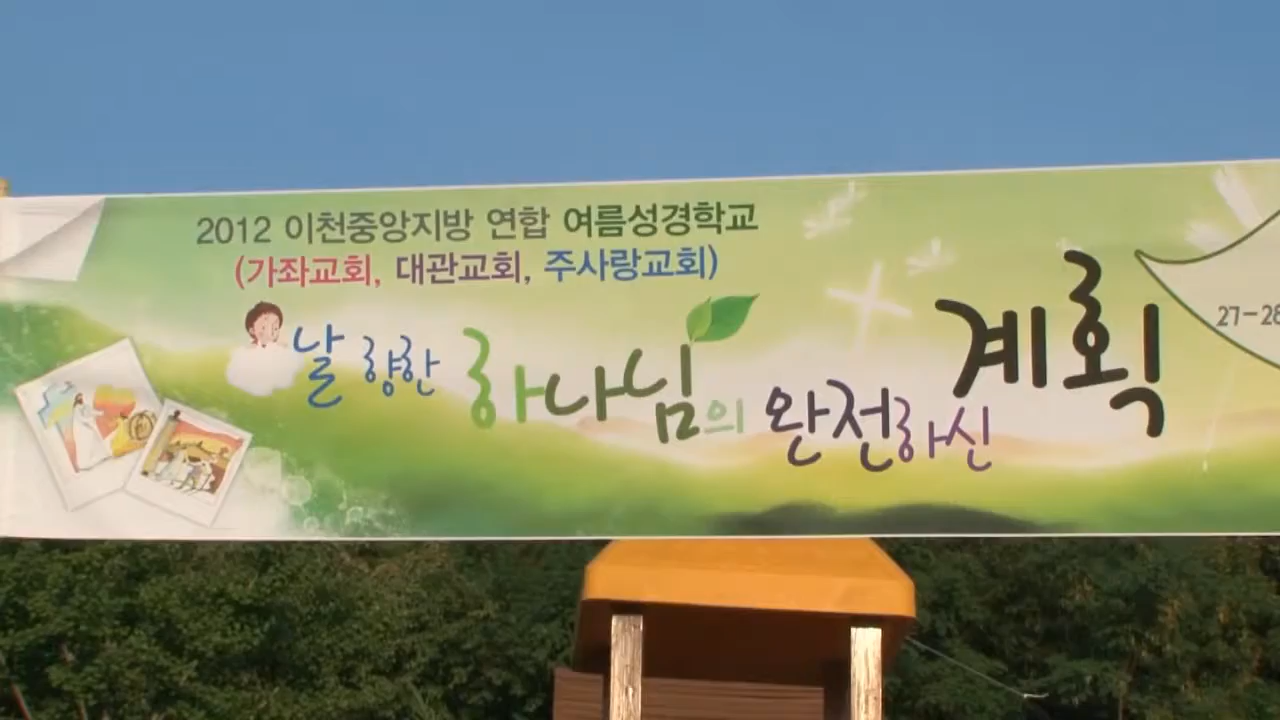 2012 이천중앙지방 연합 여름성경학교
(가좌교회, 대관교회, 주사랑교회)
날 향한 하나님의 완전하신 계획
27-28